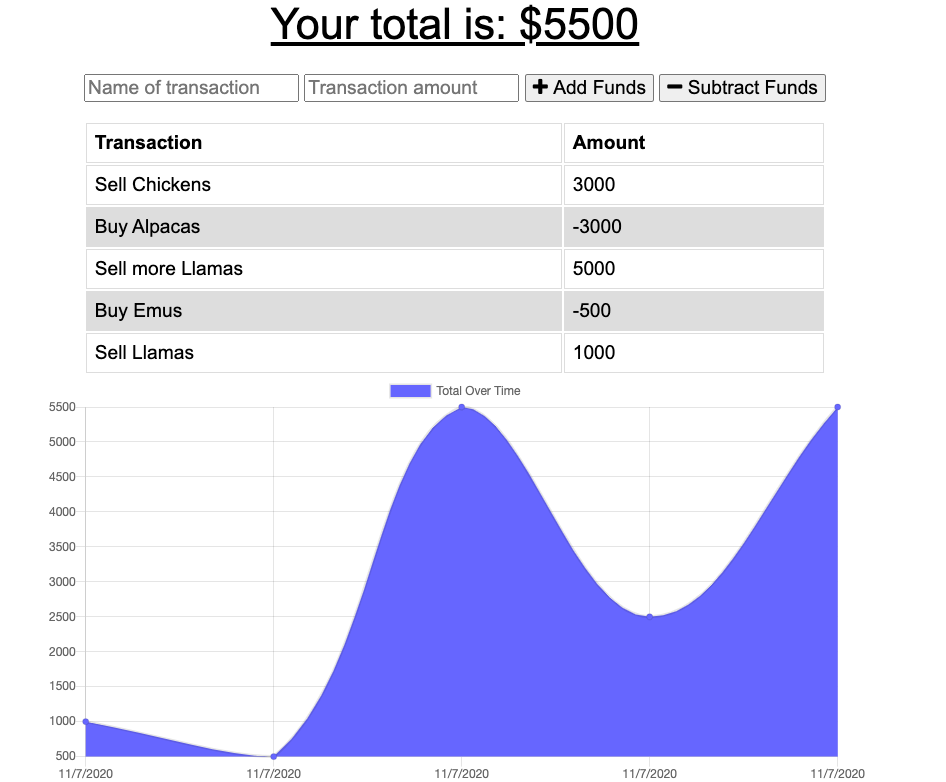 Your total is: $5500
Name of transaction Transaction amount Add Funds Subtract Funds
Transaction Amount
Sell Chickens 3000
Buy Alpacas -3000
Sell more Llamas 5000
Buy Emus -500
Sell Llamas 1000
Total Over Time
5500
5000
4500
4000
3500
3000
2500
2000
1500
1000
500
11/7/2020 11/7/2020 11/7/2020 11/7/2020 11/7/2020